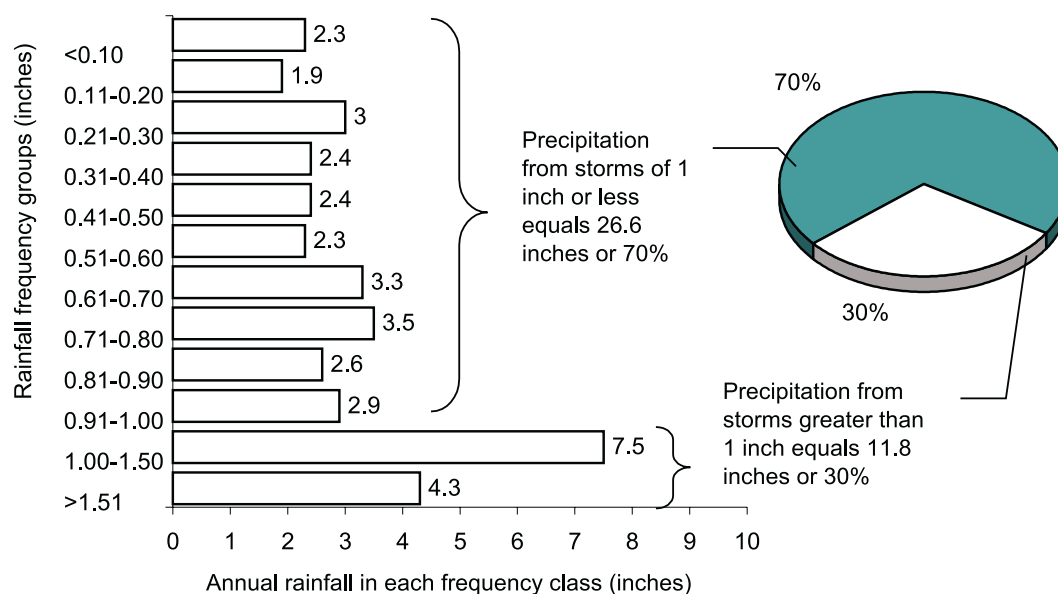 Rainfall frequency groups (inches)
<0.10
0.11-0.20
0.21-0.30
0.31-0.40
0.41-0.50
0.51-0.60
0.61-0.70
0.71-0.80
0.81-0.90
0.91-1.00
1.00-1.50
>1.51
2.3
1.9
3
2.4
2.4
2.3
3.3
3.5
2.6
2.9
7.5
4.3
0 1 2 3 4 5 6 7 8 9 10
Annual rainfall in each frequency class (inches)
Precipitation
from storms of 1
inch or less
equals 26.6
inches or 70%
70%
30%
Precipitation from
storms greater than
1 inch equals 11.8
inches or 30%